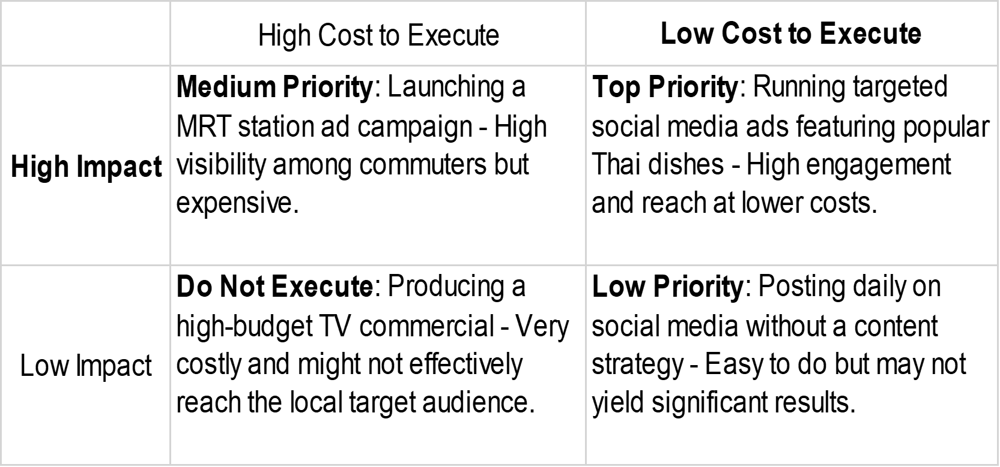 High Cost to Execute
Low Cost to Execute
High Impact
Medium Priority: Launching a
MRT station ad campaign - High
visibility among commuters but
expensive.
Top Priority: Running targeted
social media ads featuring popular
Thai dishes - High engagement
and reach at lower costs.
Low Impact
Do Not Execute: Producing a
high-budget TV commercial - Very
costly and might not effectively
reach the local target audience.
Low Priority: Posting daily on
social media without a content
strategy - Easy to do but may not
yield significant results.